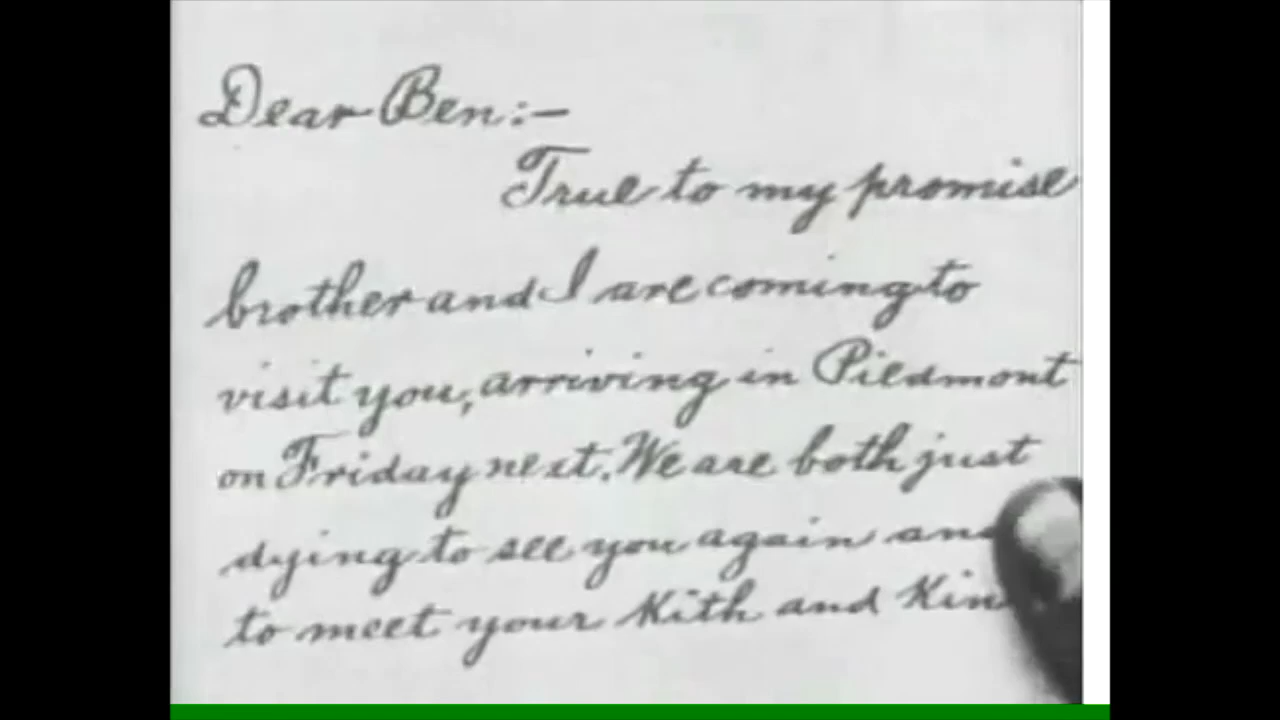 Dear Ben:—
True to my promise
brother and I are coming to
visit you, arriving in Piedmont
on Friday next. We are both just
dying to see you again and
to meet your Kith and Kin